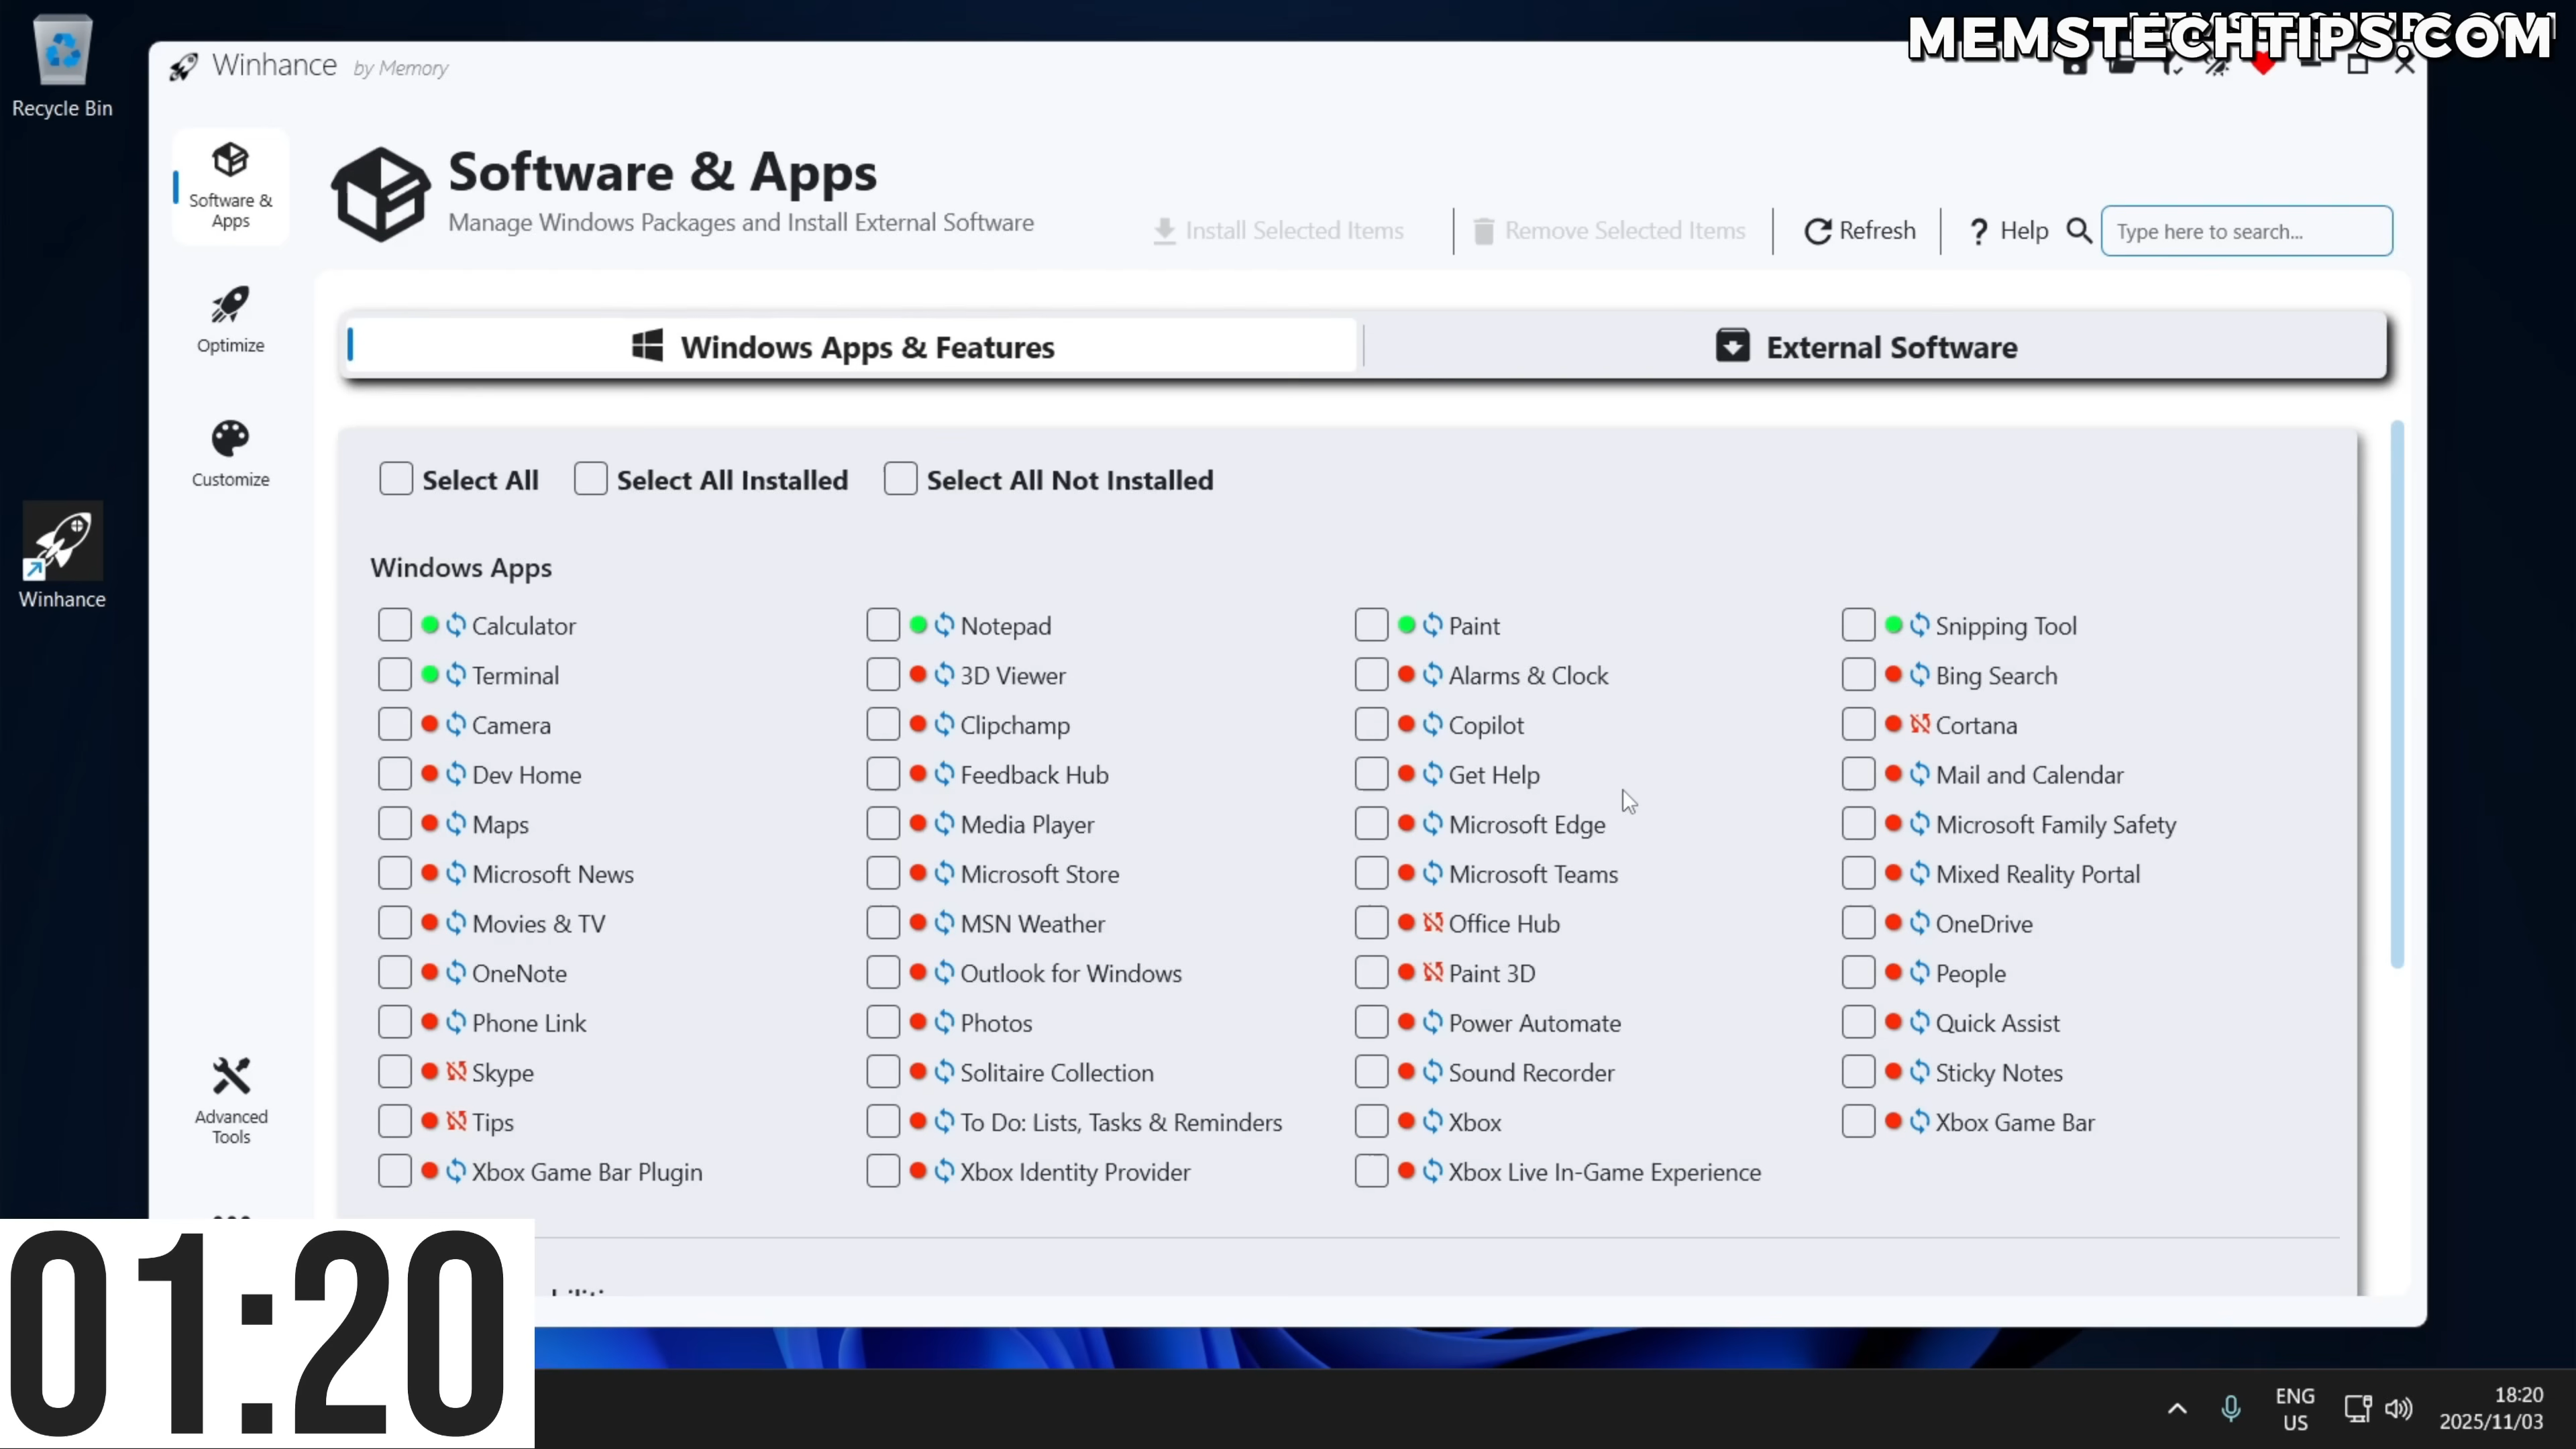 MEMSTECHTIPS.COM
Recycle Bin
Winhance by Memory
Software & Apps
Manage Windows Packages and Install External Software
Install Selected Items
Remove Selected Items
Refresh
? Help
Type here to search...
Software &
Apps
Optimize
Customize
Winhance
Advanced
Tools
Windows Apps & Features
External Software
Select All
Select All Installed
Select All Not Installed
Windows Apps
Calculator
Notepad
Paint
Snipping Tool
Terminal
3D Viewer
Alarms & Clock
Bing Search
Camera
Clipchamp
Copilot
Cortana
Dev Home
Feedback Hub
Get Help
Mail and Calendar
Maps
Media Player
Microsoft Edge
Microsoft Family Safety
Microsoft News
Microsoft Store
Microsoft Teams
Mixed Reality Portal
Movies & TV
MSN Weather
Office Hub
OneDrive
OneNote
Outlook for Windows
Paint 3D
People
Phone Link
Photos
Power Automate
Quick Assist
Skype
Solitaire Collection
Sound Recorder
Sticky Notes
Tips
To Do: Lists, Tasks & Reminders
Xbox
Xbox Game Bar
Xbox Game Bar Plugin
Xbox Identity Provider
Xbox Live In-Game Experience
01:20
ENG
US
18:20
2025/11/03